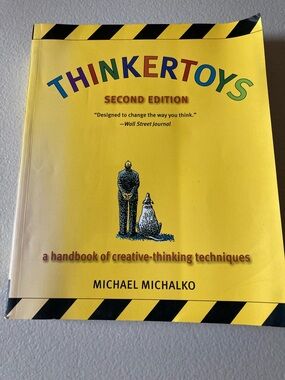 THINKERTOYS
SECOND EDITION
"Designed to change the way you think."
—Wall Street Journal
a handbook of creative-thinking techniques
MICHAEL MICHALKO